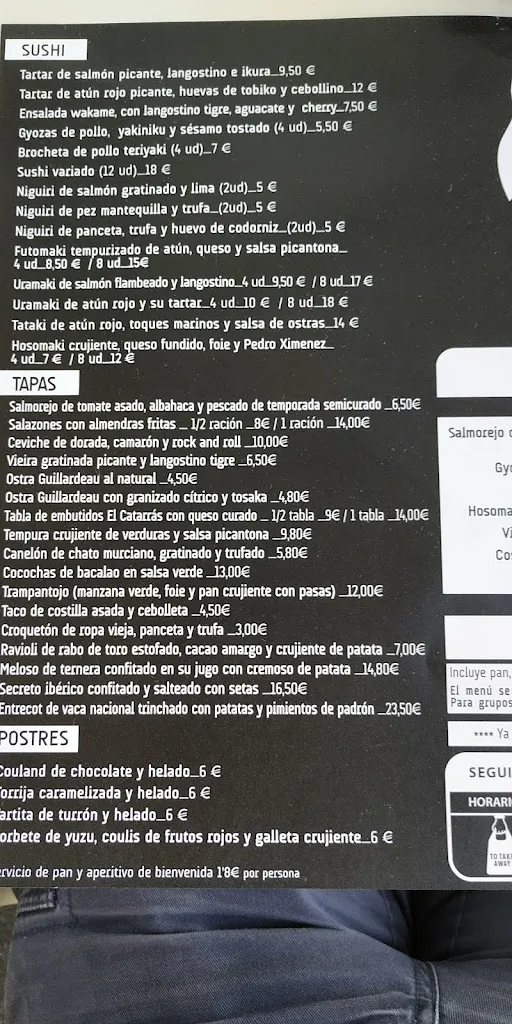 SUSHI
Tartar de salmón picante, langostino e ikura_9,50 €
Tartar de atún rojo picante, huevas de tobiko y cebollino_12 €
Ensalada wakame, con langostino tigre, aguacate y cherry_7,50 €
Gyozas de pollo, yakiniku y sésamo tostado (4 ud)_5,50 €
Brocheta de pollo teriyaki (4 ud)_7 €
Sushi variado (12 ud)_18 €
Niguiri de salmón gratinado y lima (2ud)_5 €
Niguiri de pez mantequilla y trufa_(2ud)_5 €
Niguiri de panceta, trufa y huevo de codorniz_(2ud)_5 €
Futomaki tempurizado de atún, queso y salsa picantona_
4 ud_8,50 € / 8 ud_15€
Uramaki de salmón flambeado y langostino_4 ud_9,50 € / 8 ud_17 €
Uramaki de atún rojo y su tartar_4 ud_10 € / 8 ud_18 €
Tataki de atún rojo, toques marinos y salsa de ostras_14 €
Hosomaki crujiente, queso fundido, foie y Pedro Ximenez_
4 ud_7 € / 8 ud_12 €
TAPAS
Salmorejo de tomate asado, albahaca y pescado de temporada semicurado _6,50€
Salazones con almendras fritas _ 1/2 ración _8€ / 1 ración _14,00€
Ceviche de dorada, camarón y rock and roll _10,00€
Vieira gratinada picante y langostino tigre _6,50€
Ostra Guillardeau al natural _4,50€
Ostra Guillardeau con granizado cítrico y tosaka _4,80€
Tabla de embutidos El Catarrás con queso curado _ 1/2 tabla _9€ / 1 tabla _14,00€
Tempura crujiente de verduras y salsa picantona _9,80€
Canelón de chato murciano, gratinado y trufado _5,80€
Cocochas de bacalao en salsa verde _13,00€
Trampantojo (manzana verde, foie y pan crujiente con pasas) _12,00€
Taco de costilla asada y cebolleta _4,50€
Croquetón de ropa vieja, panceta y trufa _3,00€
Ravioli de rabo de toro estofado, cacao amargo y crujiente de patata _7,00€
Meloso de ternera confitado en su jugo con cremoso de patata _14,80€
Secreto ibérico confitado y salteado con setas _16,50€
Entrecot de vaca nacional trinchado con patatas y pimientos de padrón _23,50€
POSTRES
Couland de chocolate y helado_6 €
orrija caramelizada y helado_6 €
artita de turrón y helado_6 €
orbete de yuzu, coulis de frutos rojos y galleta crujiente_6 €
ervicio de pan y aperitivo de bienvenida 1'8€ por persona
Salmorejo
Gyo
Hosoma
Vi
Cos
Incluye pan,
El menú se
Para grupos
**** Ya
SEGUI
HORARI
TO TAKE
AWAY